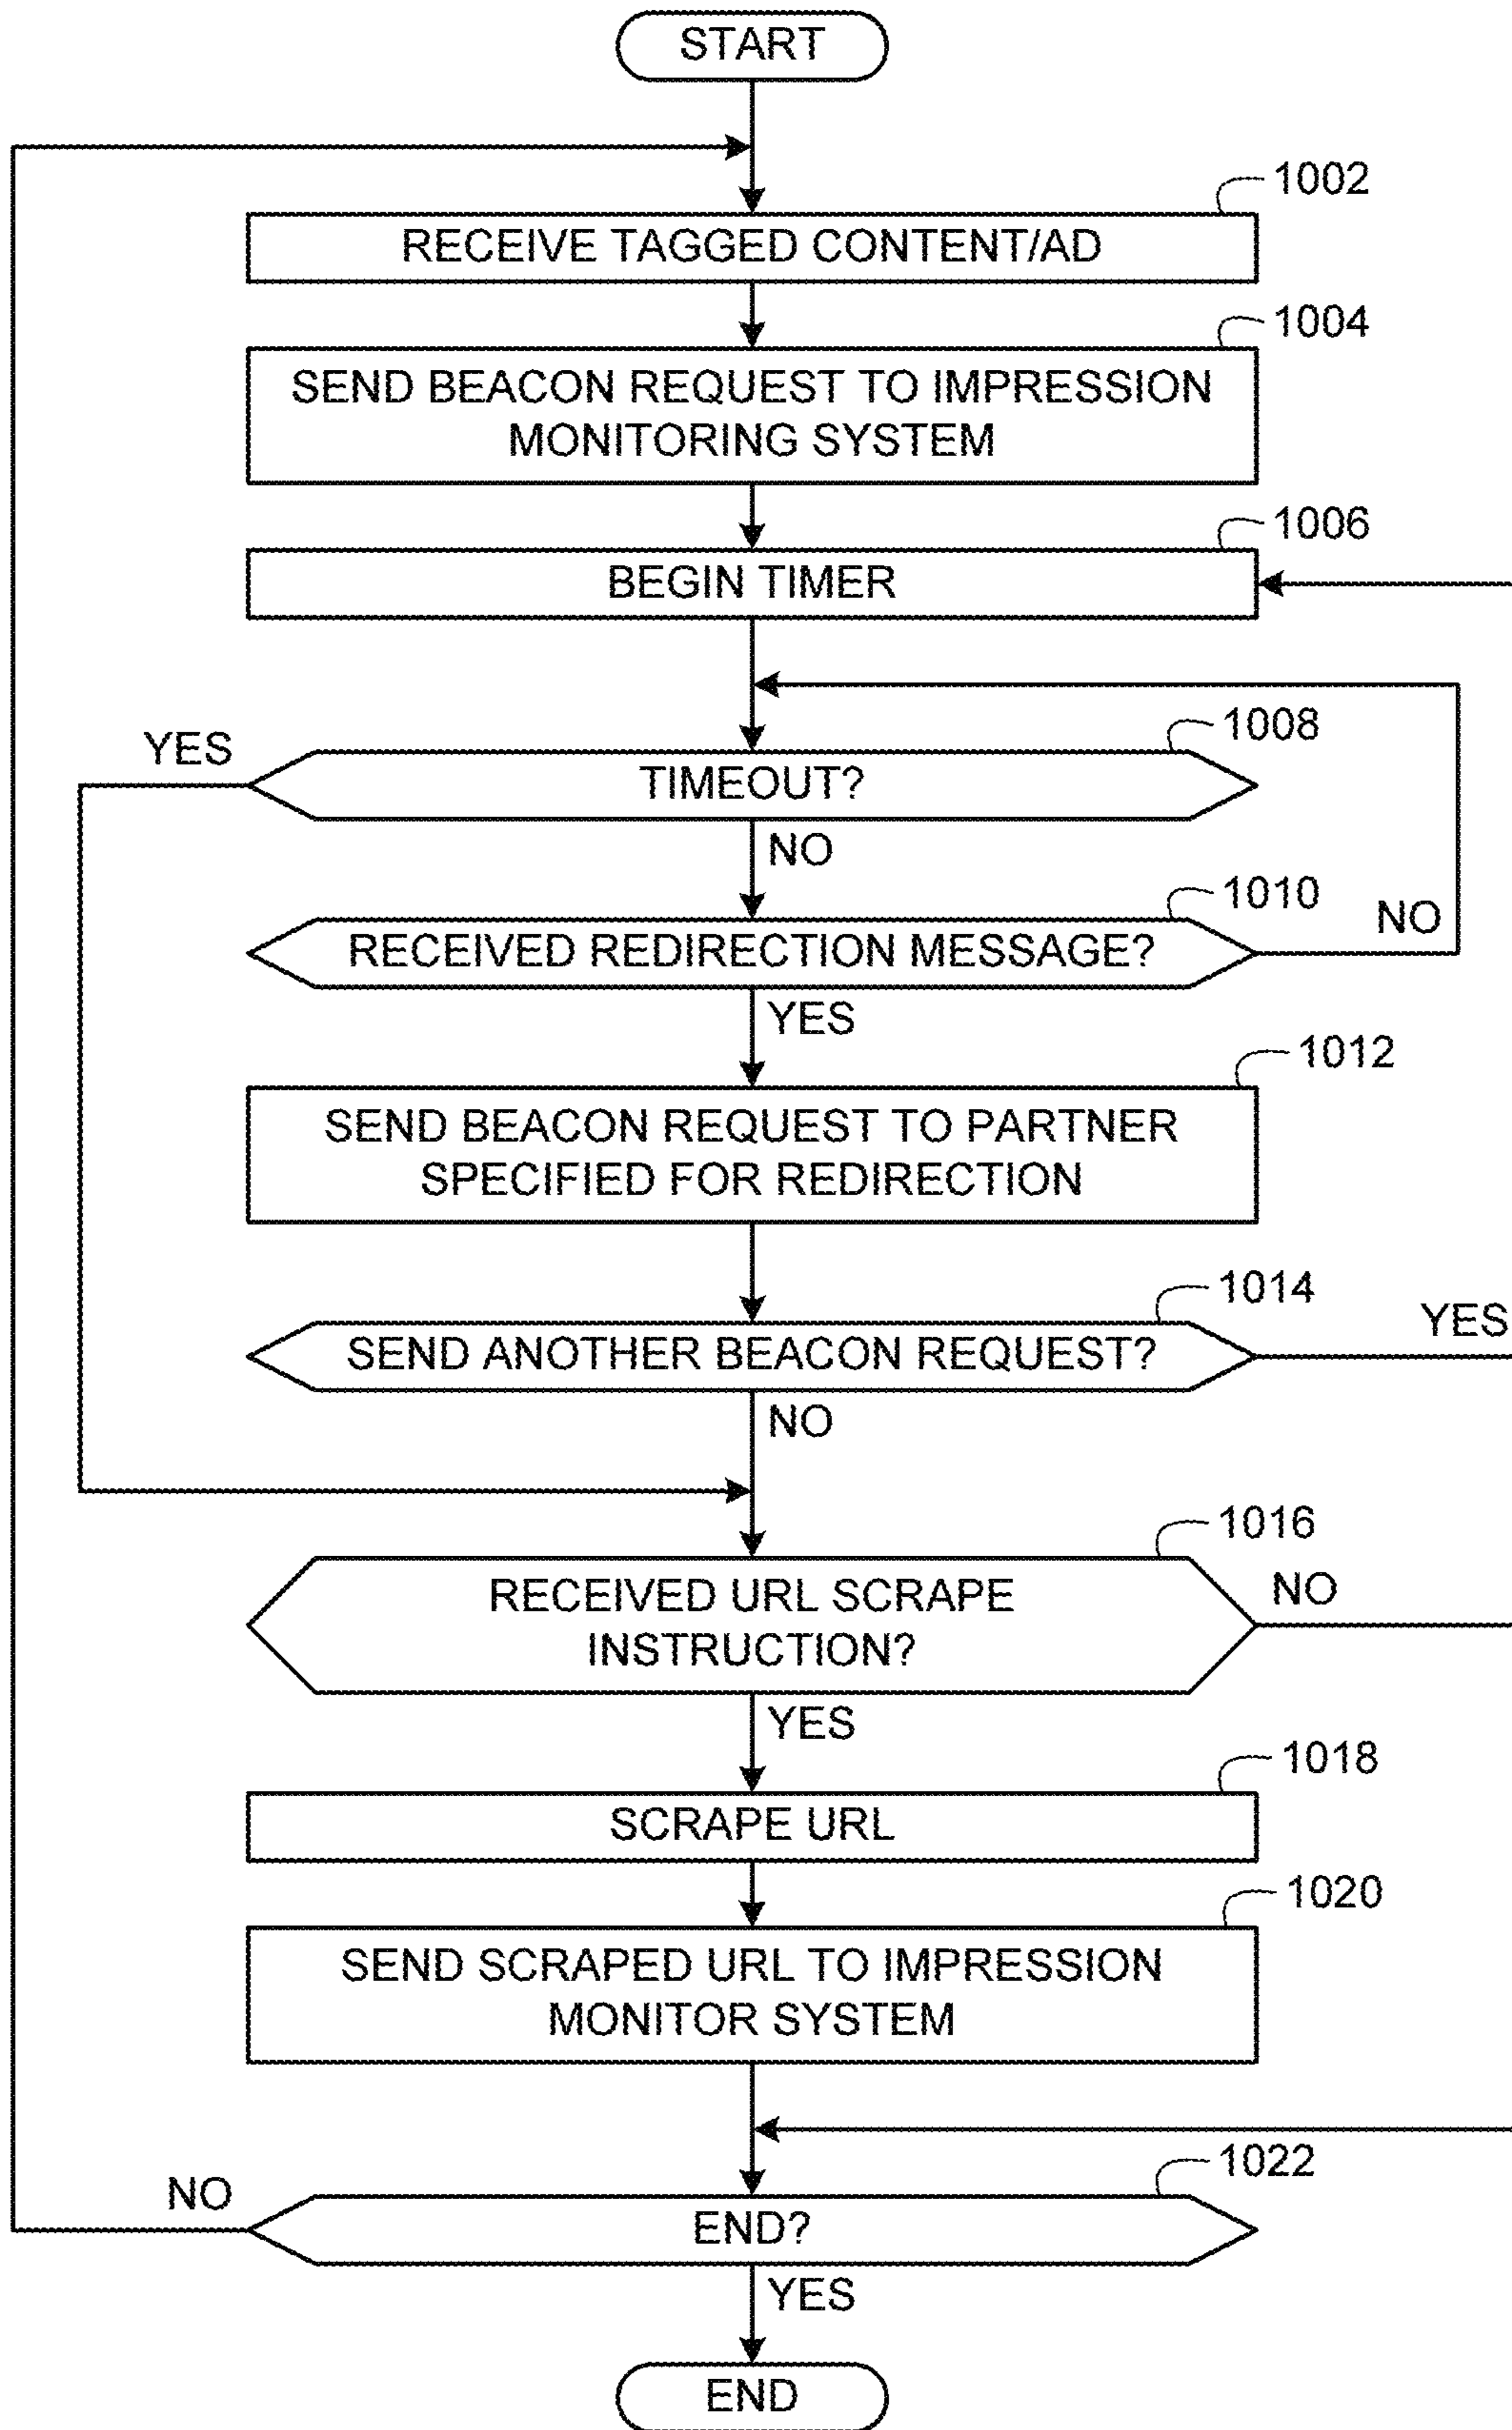 START
1002
RECEIVE TAGGED CONTENT/AD
1004
SEND BEACON REQUEST TO IMPRESSION
MONITORING SYSTEM
1006
BEGIN TIMER
1008
YES
TIMEOUT?
NO
1010
RECEIVED REDIRECTION MESSAGE?
NO
YES
1012
SEND BEACON REQUEST TO PARTNER
SPECIFIED FOR REDIRECTION
1014
YES
SEND ANOTHER BEACON REQUEST?
NO
1016
RECEIVED URL SCRAPE
INSTRUCTION?
NO
YES
1018
SCRAPE URL
1020
SEND SCRAPED URL TO IMPRESSION
MONITOR SYSTEM
1022
NO
END?
YES
END